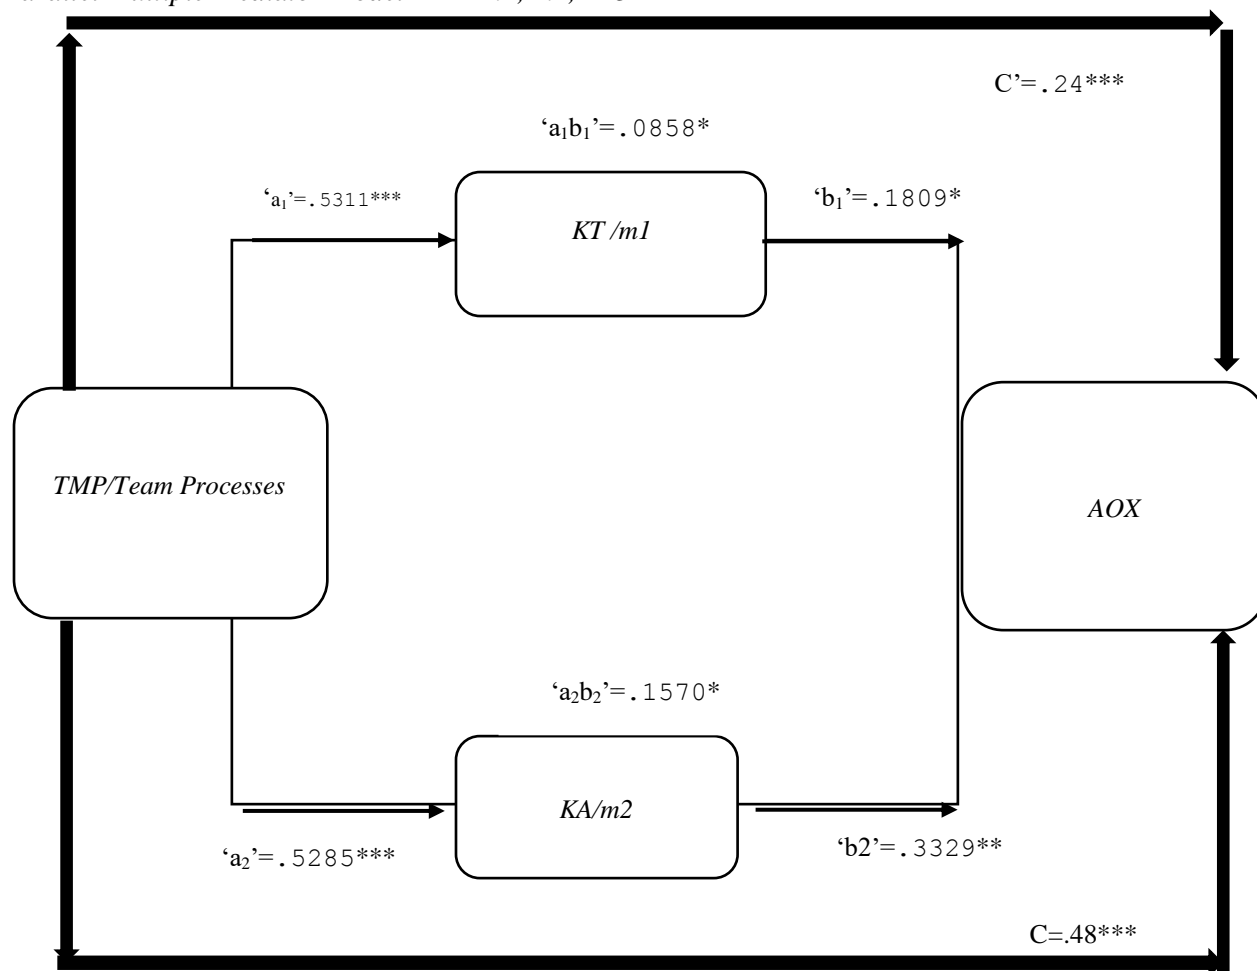 C’=.24***
‘a₁b₁’=.0858*
‘a₁’=.5311***
‘b₁’=.1809*
KT /m1
TMP/Team Processes
AOX
‘a₂b₂’=.1570*
KA/m2
‘a₂’=.5285***
‘b2’=.3329**
C=.48***